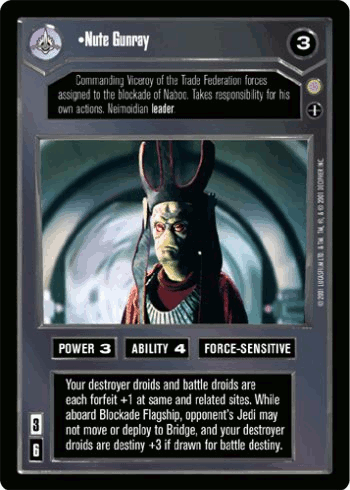 •Nute Gunray
3
Commanding Viceroy of the Trade Federation forces
assigned to the blockade of Naboo. Takes responsibility for his
own actions. Neimoidian leader.
© 2001 LUCASFILM LTD. & TM. TM, ®, & © 2001 DECIPHER INC.
POWER 3
ABILITY 4
FORCE-SENSITIVE
Your destroyer droids and battle droids are
each forfeit +1 at same and related sites. While
aboard Blockade Flagship, opponent's Jedi may
not move or deploy to Bridge, and your destroyer
droids are destiny +3 if drawn for battle destiny.
3
6